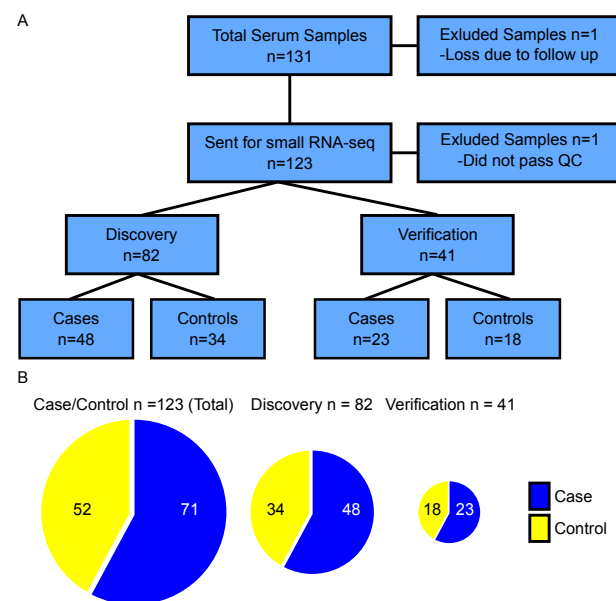 A
Total Serum Samples
n=131
Exluded Samples n=1
-Loss due to follow up
Sent for small RNA-seq
n=123
Exluded Samples n=1
-Did not pass QC
Discovery
n=82
Verification
n=41
Cases
n=48
Controls
n=34
Cases
n=23
Controls
n=18
B
Case/Control n =123 (Total)
Discovery n = 82
Verification n = 41
52
71
34
48
18
23
Case
Control